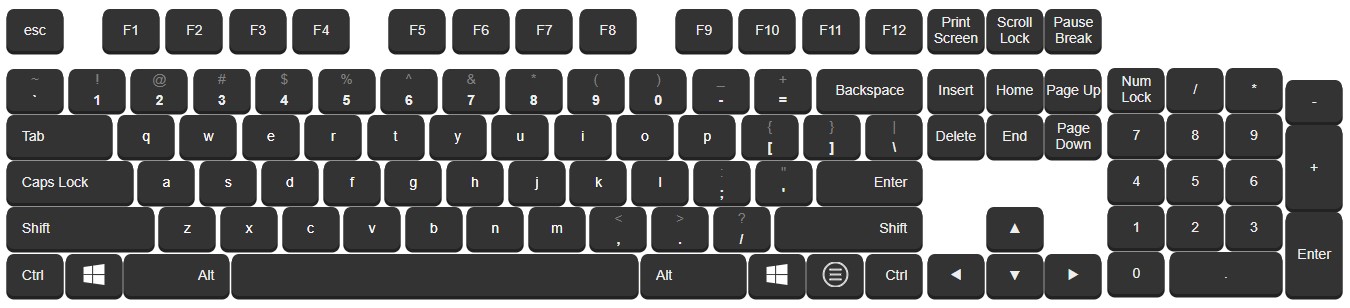 esc F1 F2 F3 F4 F5 F6 F7 F8 F9 F10 F11 F12 Print Screen Scroll Lock Pause Break
~ ! @ # $ % ^ & * ( ) _ +
` 1 2 3 4 5 6 7 8 9 0 - = Backspace Insert Home Page Up Num Lock / * -
Tab q w e r t y u i o p { } |
[ ] \ Delete End Page Down 7 8 9 +
Caps Lock a s d f g h j k l : "
; ' Enter 4 5 6
Shift z x c v b n m < > ?
, . / Shift ▲ 1 2 3 Enter
Ctrl Alt Alt Ctrl ◀ ▼ ▶ 0 .